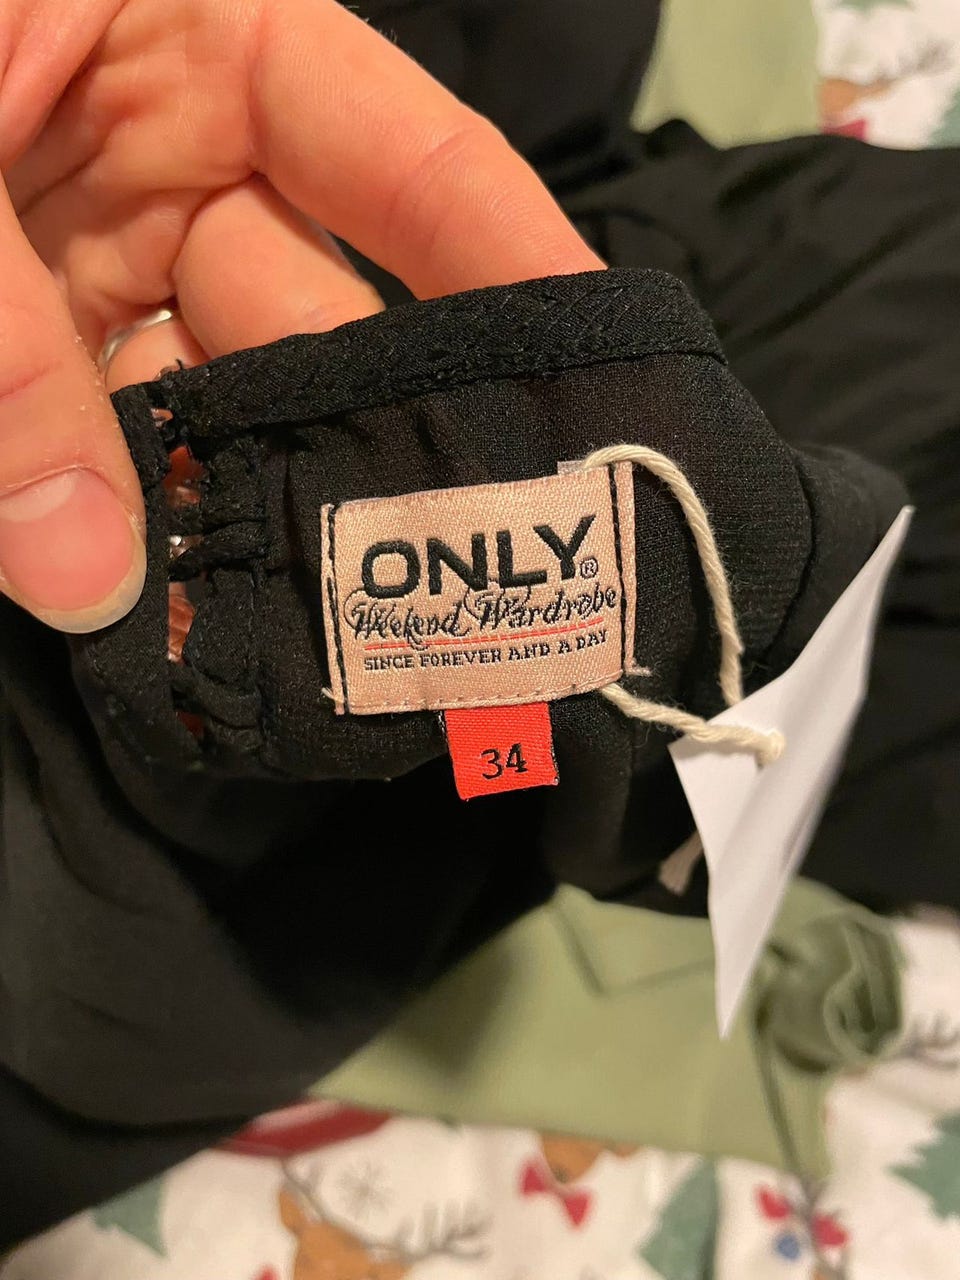 ONLY®
Weekend Wardrobe
SINCE FOREVER AND A DAY
34